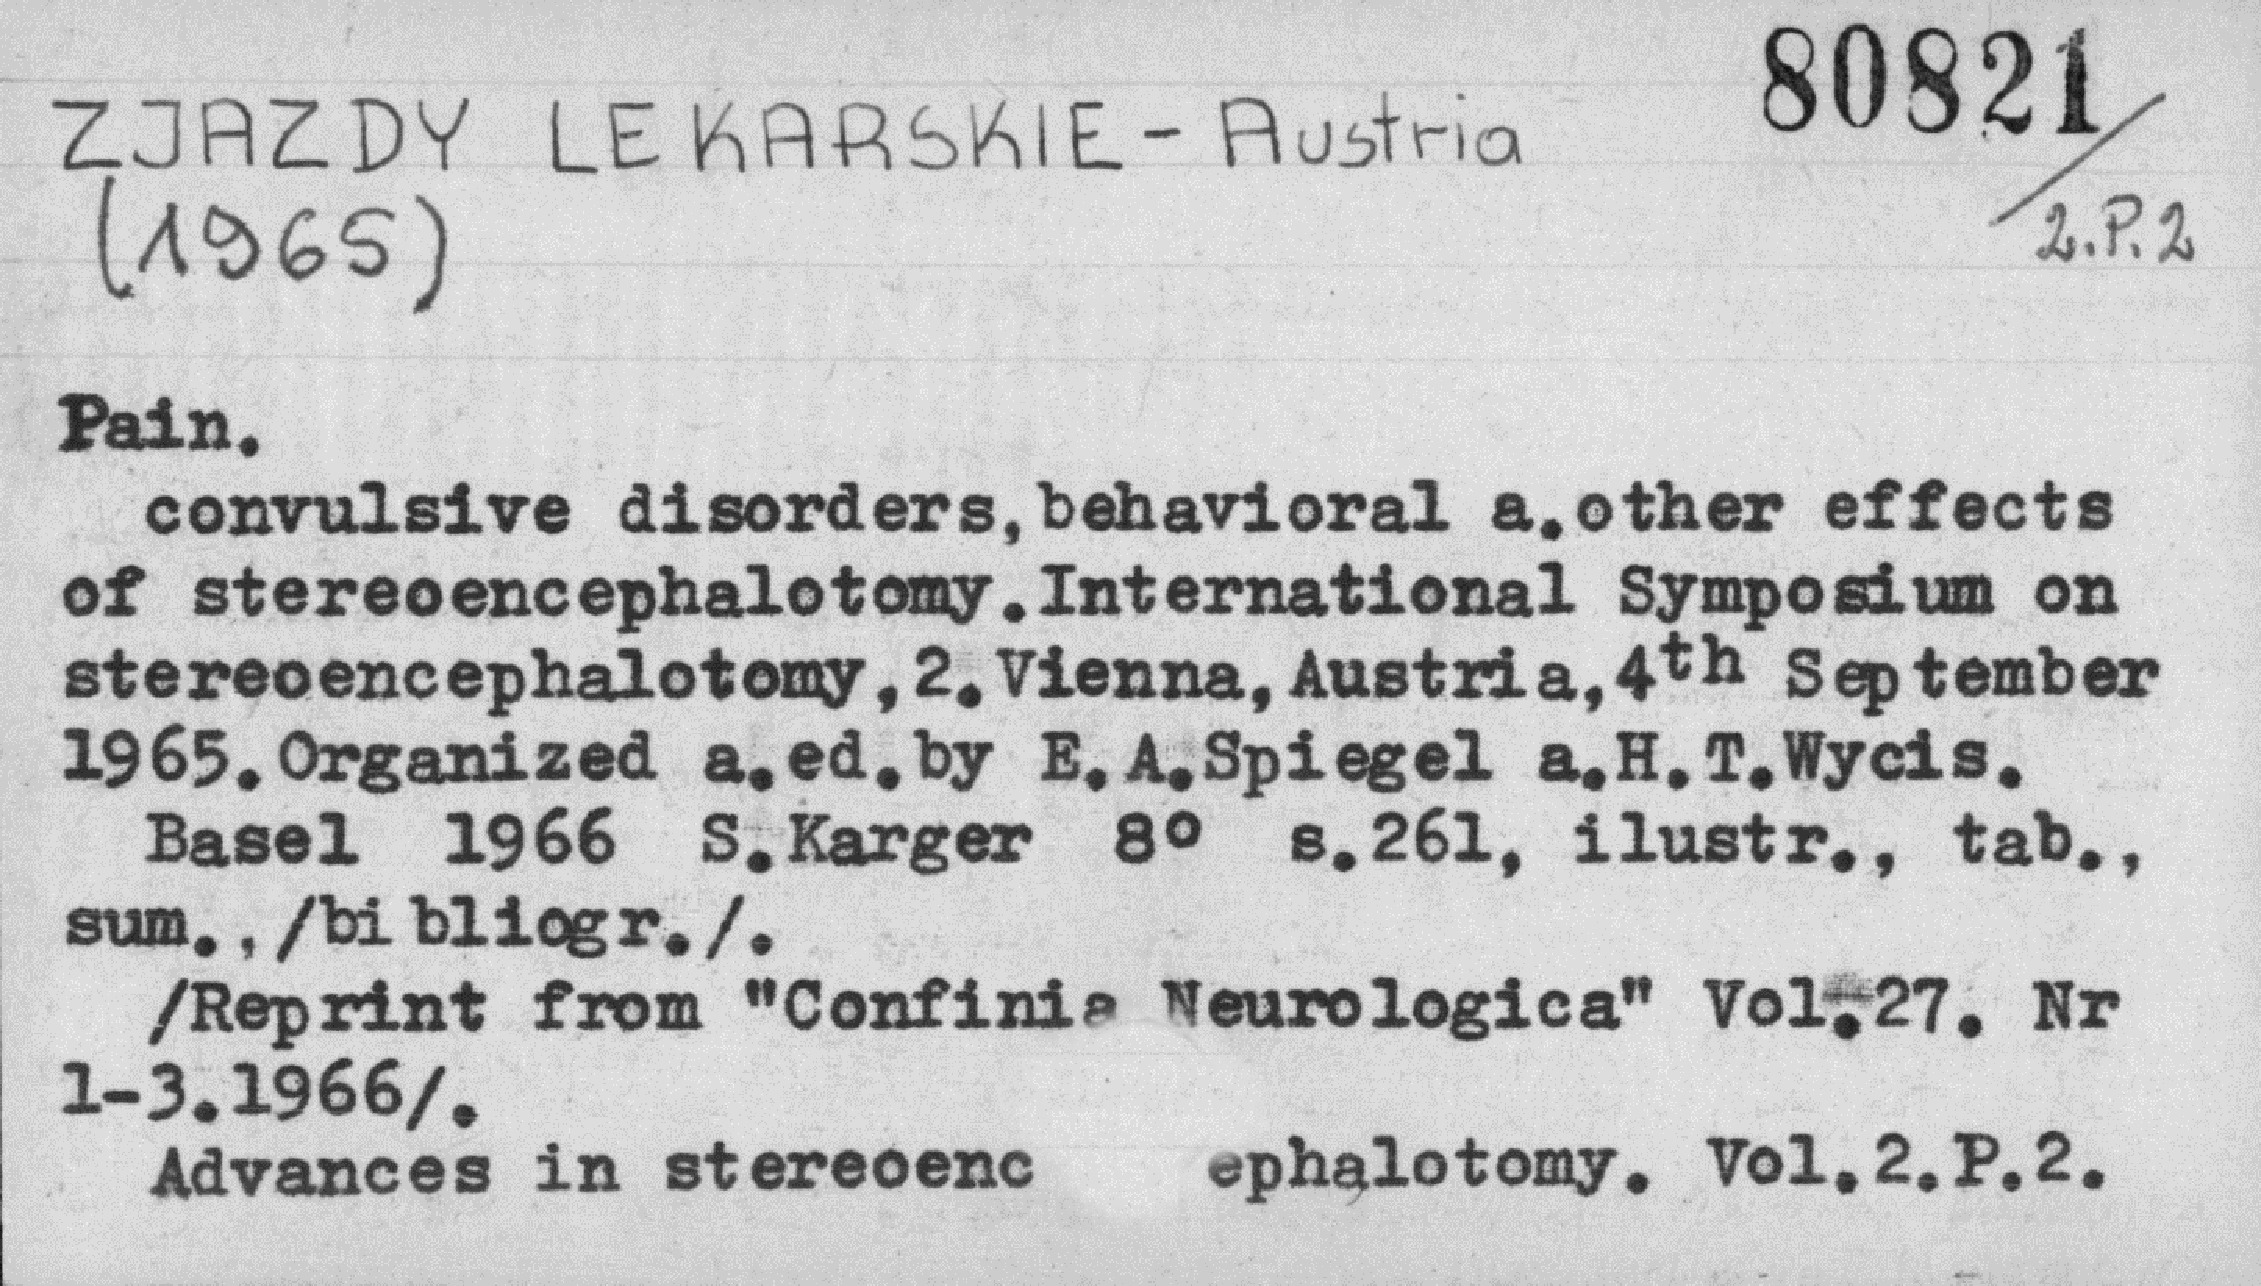 80821/2.P.2
ZJAZDY LEKARSKIE - Austria
(1965)
Pain.
convulsive disorders, behavioral a.other effects
of stereoencephalotomy.International Symposium on
stereoencephalotomy,2.Vienna, Austria,4th September
1965.Organized a.ed.by E.A.Spiegel a.H.T.Wycis.
Basel 1966 S.Karger 8º s.261, ilustr., tab.,
sum.,/bibliogr./.
/Reprint from "Confinia Neurologica" Vol.27. Nr
1-3.1966/.
Advances in stereoenc ephalotomy. Vol.2.P.2.